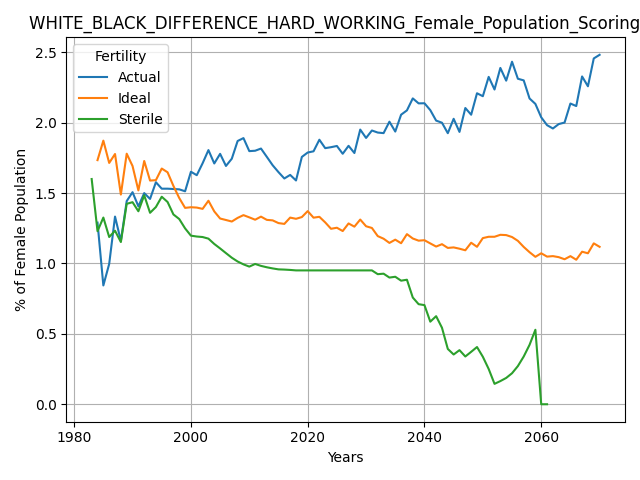 WHITE_BLACK_DIFFERENCE_HARD_WORKING_Female_Population_Scoring
Fertility
Actual
Ideal
Sterile
% of Female Population
2.5
2.0
1.5
1.0
0.5
0.0
1980 2000 2020 2040 2060
Years